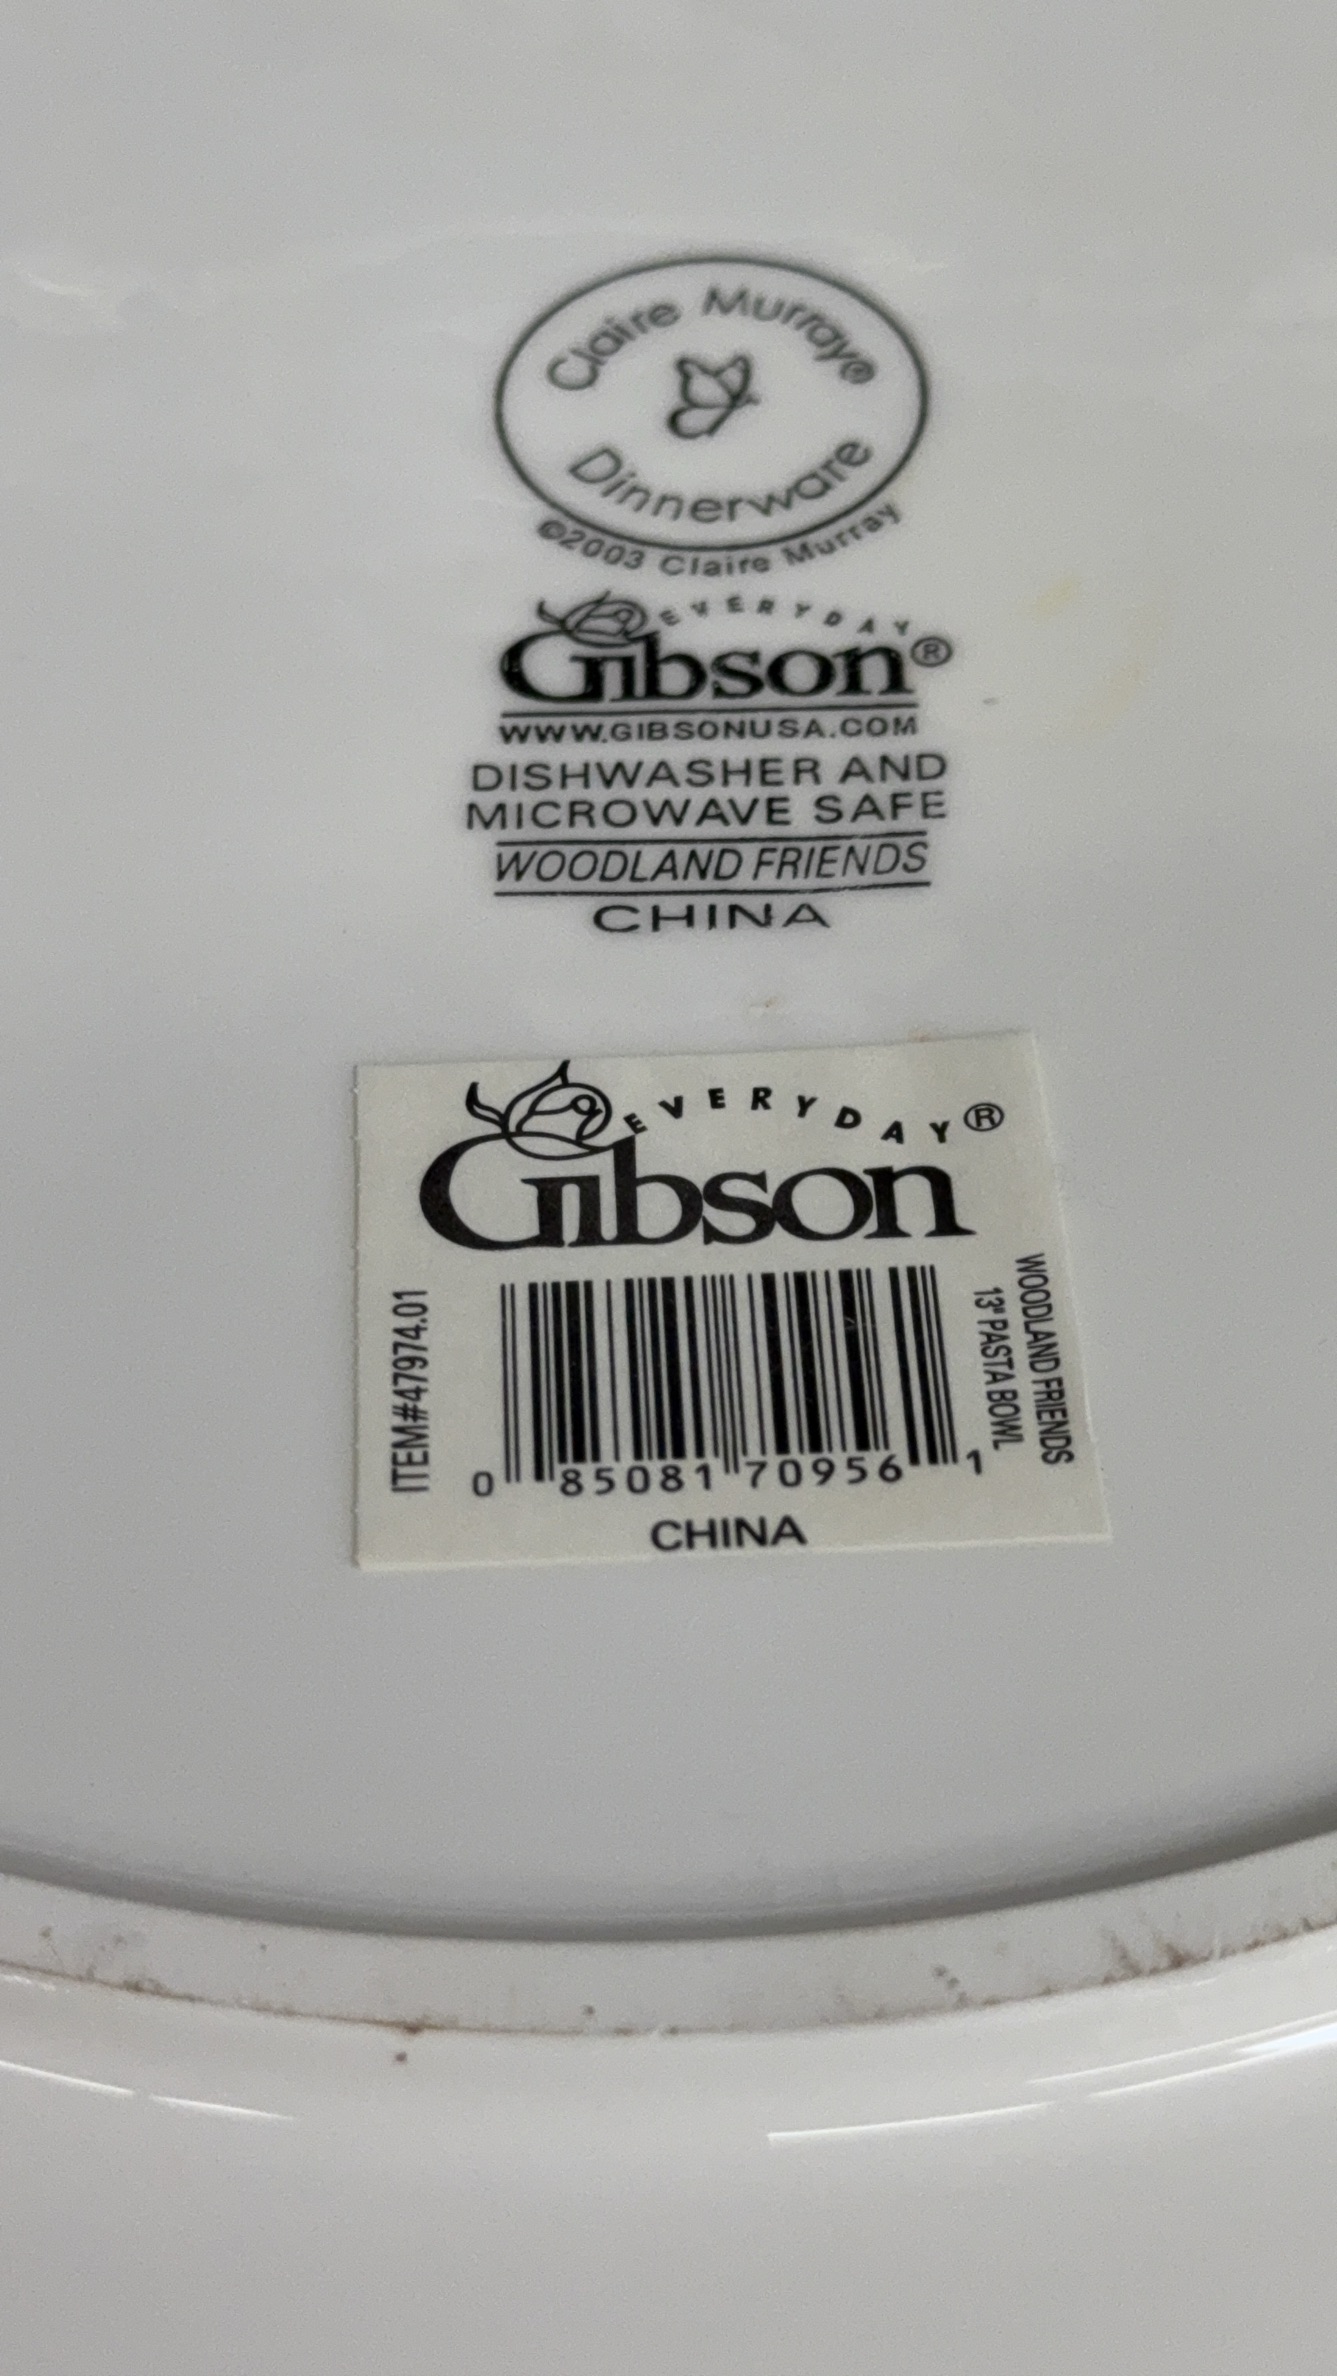 Claire Murray®
Dinnerware
©2003 Claire Murray
EVERYDAY
Gibson®
WWW.GIBSONUSA.COM
DISHWASHER AND
MICROWAVE SAFE
WOODLAND FRIENDS
CHINA
EVERYDAY®
Gibson
ITEM#47974.01
WOODLAND FRIENDS
13" PASTA BOWL
0 85081 70956 1
CHINA